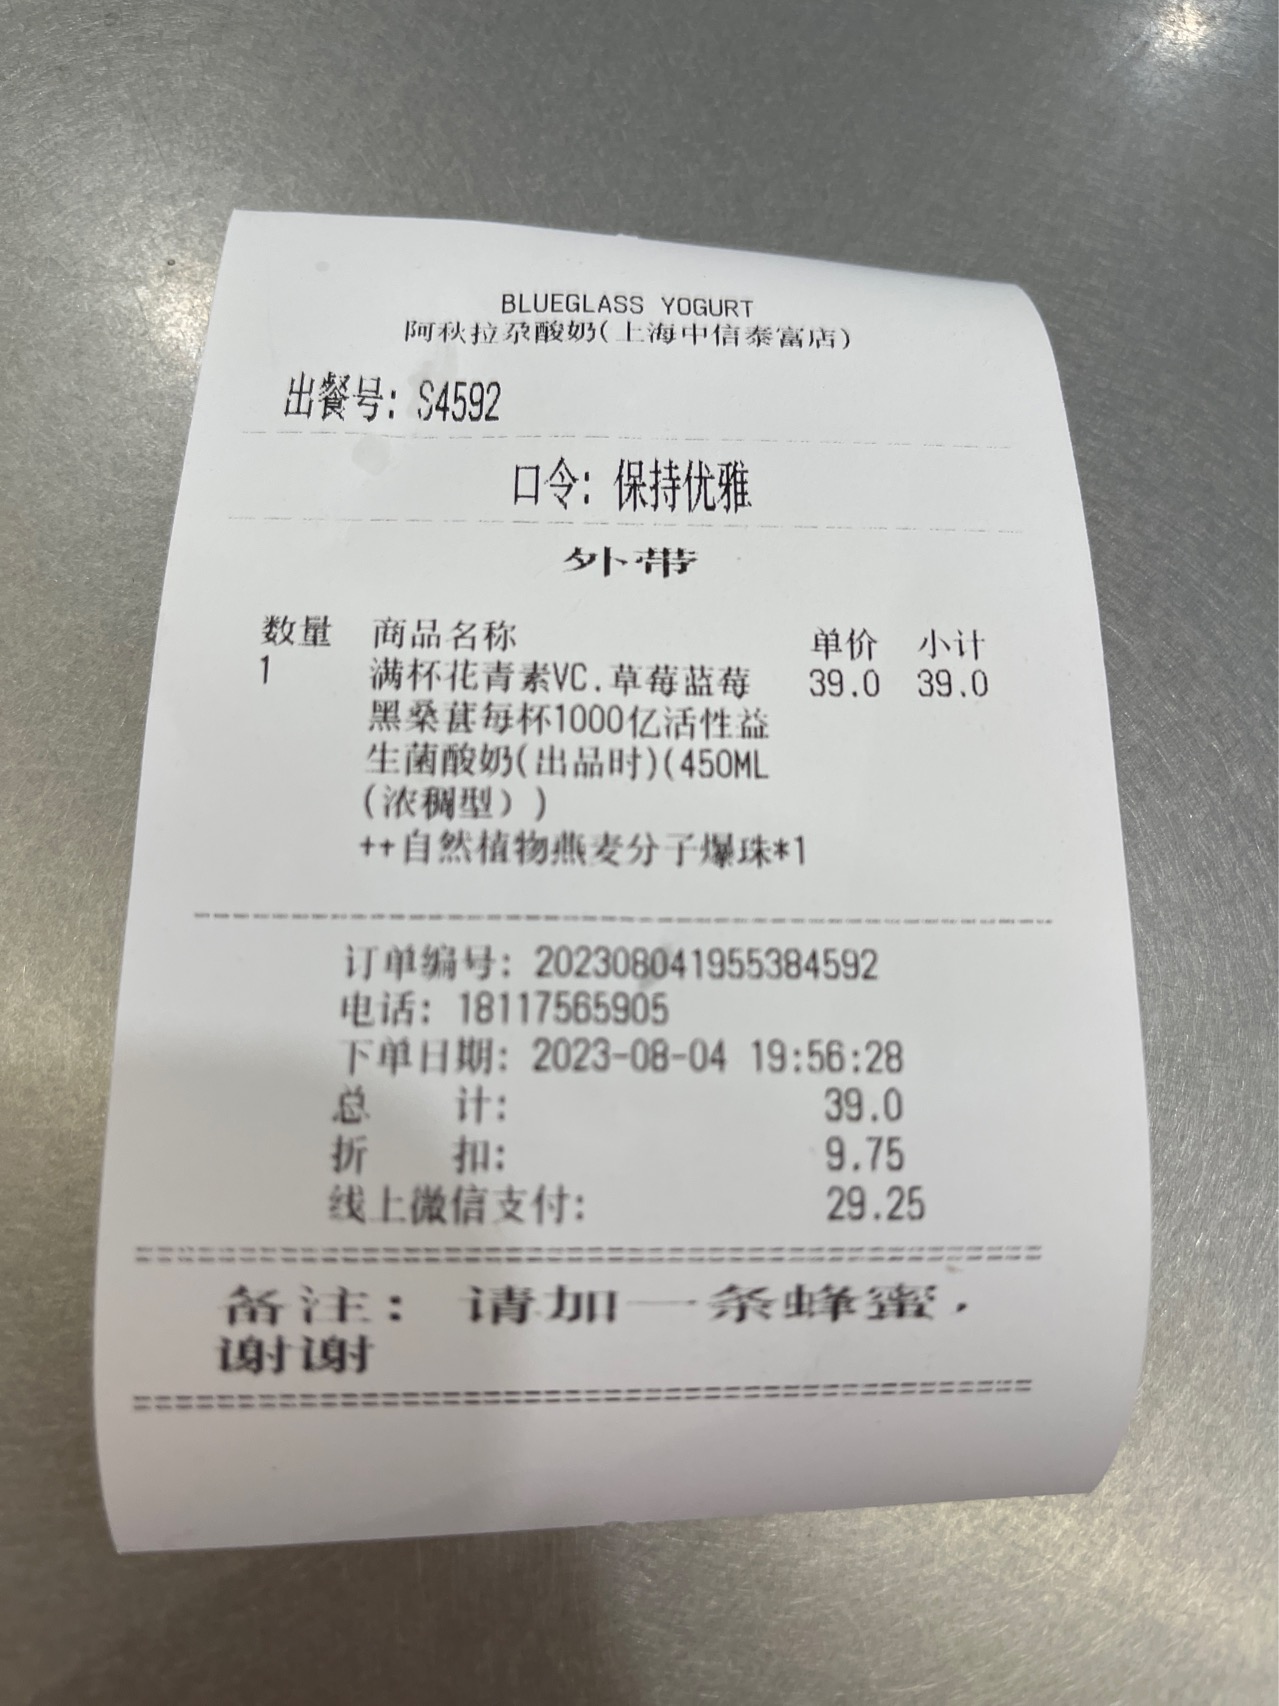 BLUEGLASS YOGURT
阿秋拉尕酸奶(上海中信泰富店)
出餐号: S4592
口令: 保持优雅
外带
数量 商品名称 单价 小计
1 满杯花青素VC.草莓蓝莓 39.0 39.0
黑桑葚每杯1000亿活性益
生菌酸奶(出品时)(450ML
(浓稠型））
++自然植物燕麦分子爆珠*1
订单编号: 202308041955384592
电话: 18117565905
下单日期: 2023-08-04 19:56:28
总 计: 39.0
折 扣: 9.75
线上微信支付: 29.25
备注: 请加一条蜂蜜,
谢谢